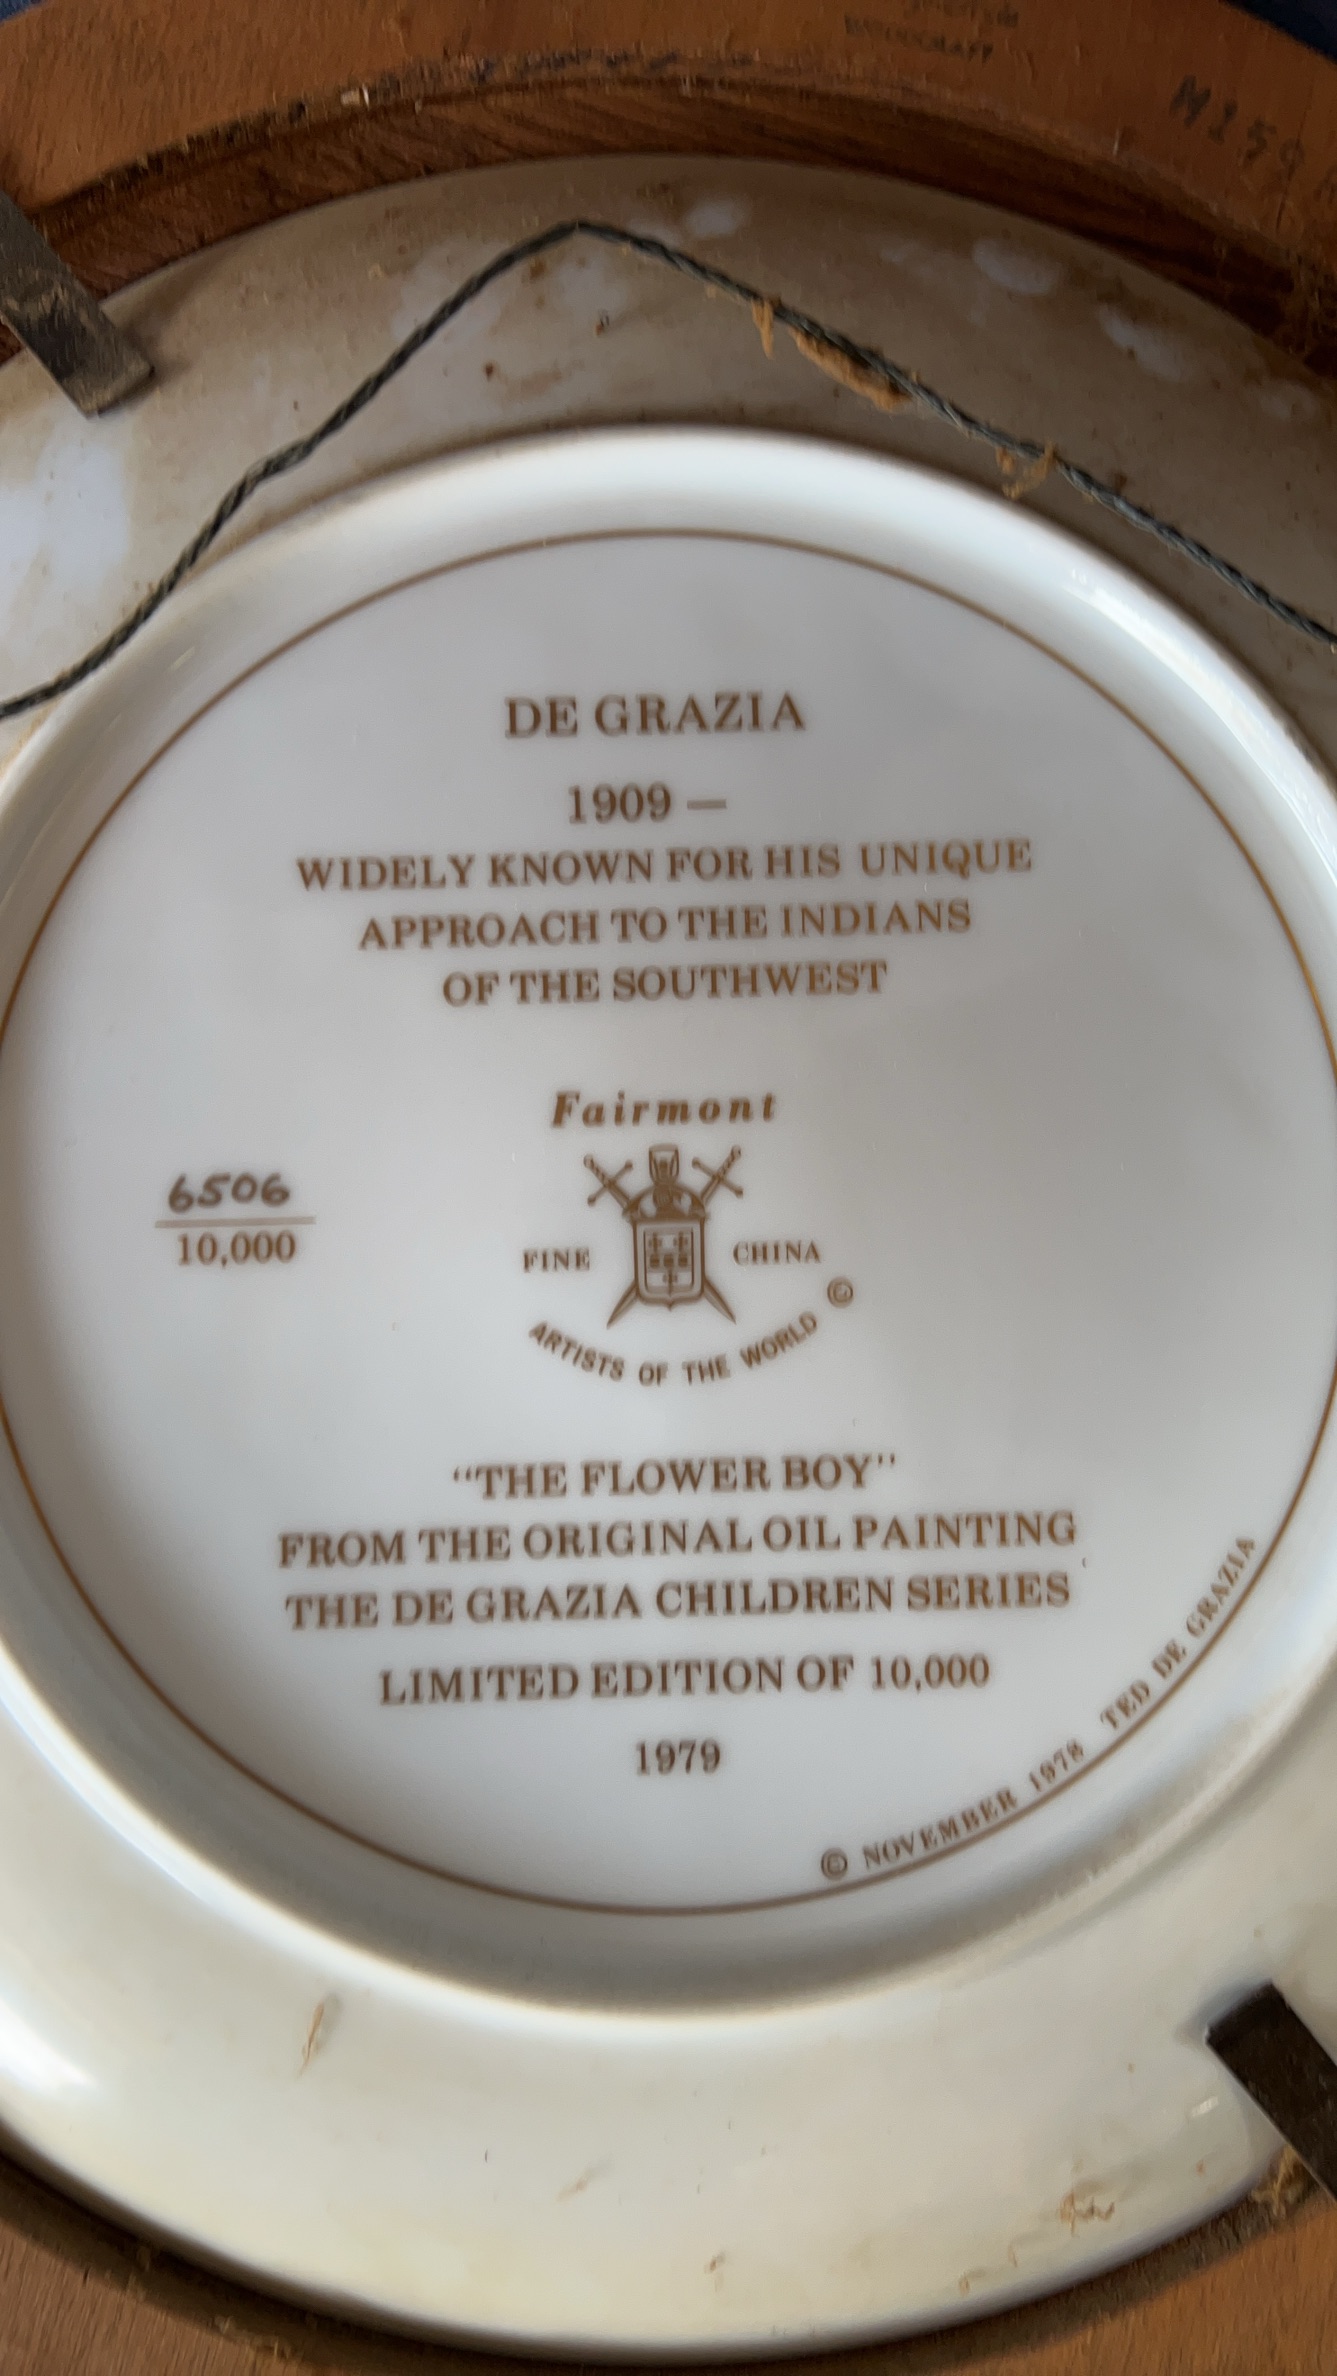 M159
DE GRAZIA
1909 —
WIDELY KNOWN FOR HIS UNIQUE
APPROACH TO THE INDIANS
OF THE SOUTHWEST
Fairmont
FINE CHINA
ARTISTS OF THE WORLD ©
6506
10,000
“THE FLOWER BOY”
FROM THE ORIGINAL OIL PAINTING
THE DE GRAZIA CHILDREN SERIES
LIMITED EDITION OF 10,000
1979
© NOVEMBER 1978 TED DE GRAZIA